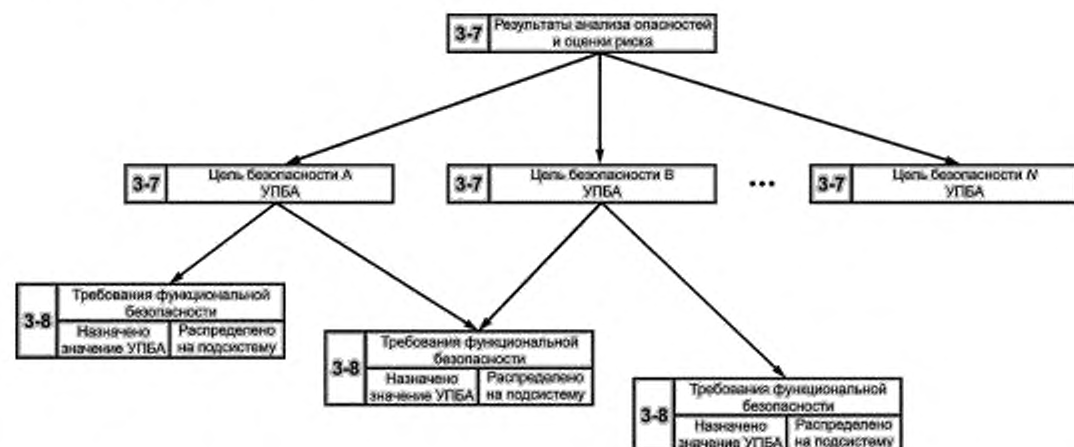 3-7 Результаты анализа опасностей
и оценки риска
3-7 Цель безопасности A
УПБА
3-7 Цель безопасности B
УПБА
...
3-7 Цель безопасности N
УПБА
3-8 Требования функциональной
безопасности
Назначено
значение УПБА
Распределено
на подсистему
3-8 Требования функциональной
безопасности
Назначено
значение УПБА
Распределено
на подсистему
3-8 Требования функциональной
безопасности
Назначено
значение УПБА
Распределено
на подсистему